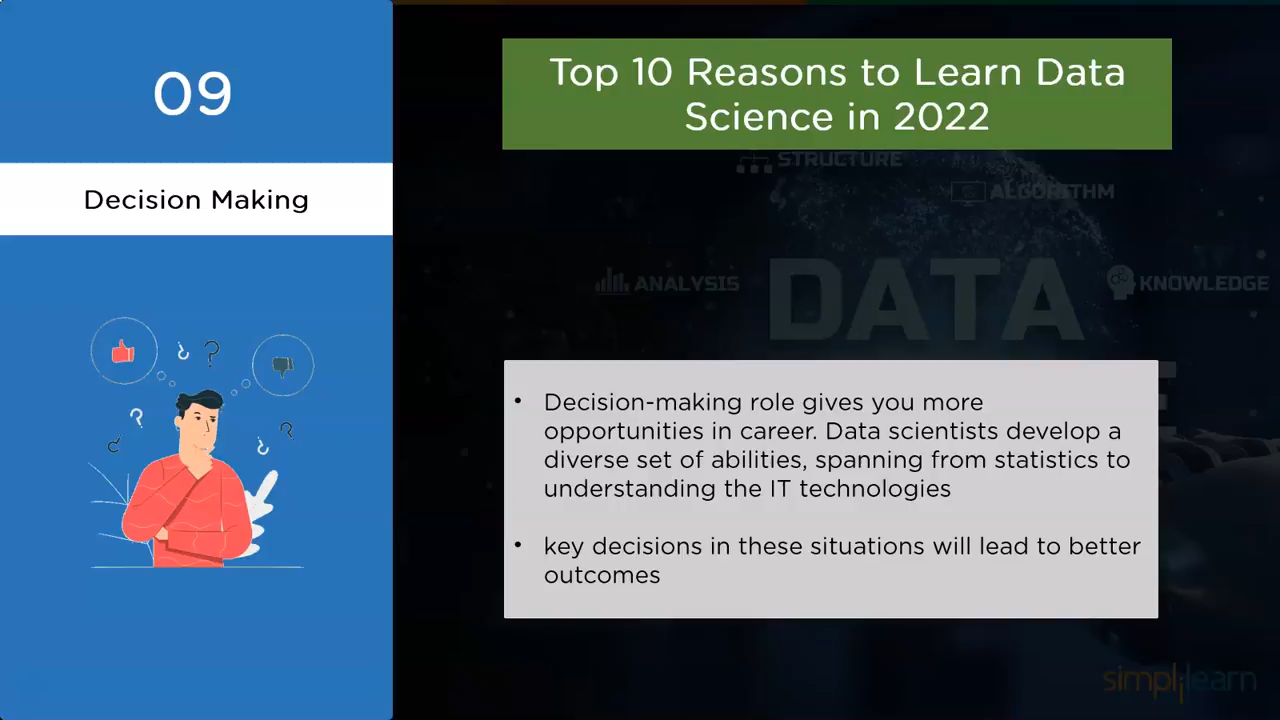 09
Decision Making
Top 10 Reasons to Learn Data
Science in 2022
STRUCTURE
ALGORITHM
ANALYSIS
DATA
KNOWLEDGE
• Decision-making role gives you more
opportunities in career. Data scientists develop a
diverse set of abilities, spanning from statistics to
understanding the IT technologies
• key decisions in these situations will lead to better
outcomes
simplilearn